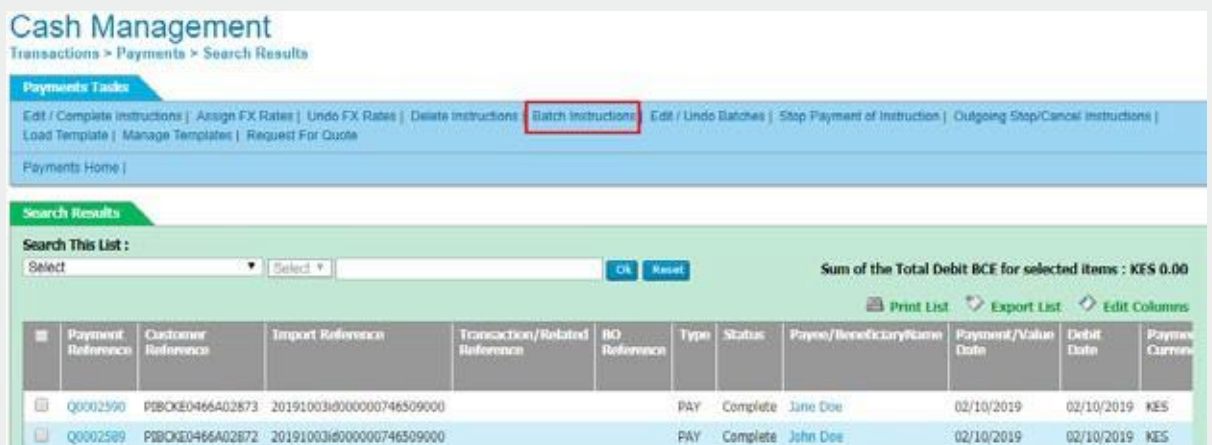 Cash Management
Transactions > Payments > Search Results
Payments Tasks
Edit / Complete Instructions | Assign FX Rates | Undo FX Rates | Delete Instructions | Batch Instructions | Edit / Undo Batches | Stop Payment of Instruction | Outgoing Stop/Cancel Instructions |
Load Template | Manage Templates | Request For Quote
Payments Home |
Search Results
Search This List :
Select Select Ok Reset Sum of the Total Debit BCE for selected items : KES 0.00
Print List Export List Edit Columns
Payment Customer Import Reference Transaction/Related BO Type Status Payee/BeneficiaryName Payment/Value Debit Paymen
Reference Reference Reference Reference Date Date Curren
Q0002590 PIBCKE0466A02873 20191003id000000746509000 PAY Complete Jane Doe 02/10/2019 02/10/2019 KES
Q0002589 PIBCKE0466A02872 20191003id000000746509000 PAY Complete John Doe 02/10/2019 02/10/2019 KES